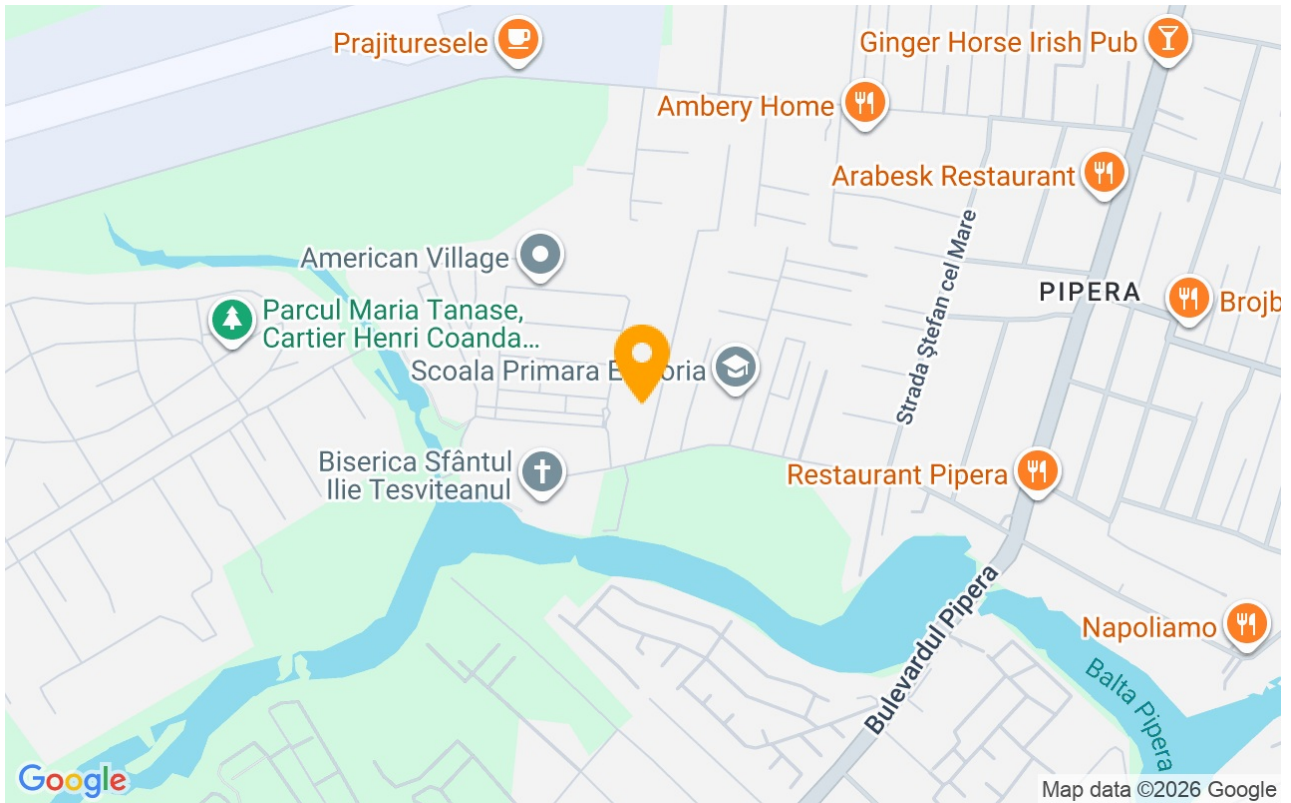 Prajituresele
Ginger Horse Irish Pub
Ambery Home
Arabesk Restaurant
Strada Ștefan cel Mare
American Village
PIPERA
Parcul Maria Tanase,
Cartier Henri Coanda...
Brojb
Scoala Primara E oria
Biserica Sfântul
Ilie Tesviteanul
Restaurant Pipera
Bulevardul Pipera
Napoliamo
Balta Pipera
Google
Map data ©2026 Google